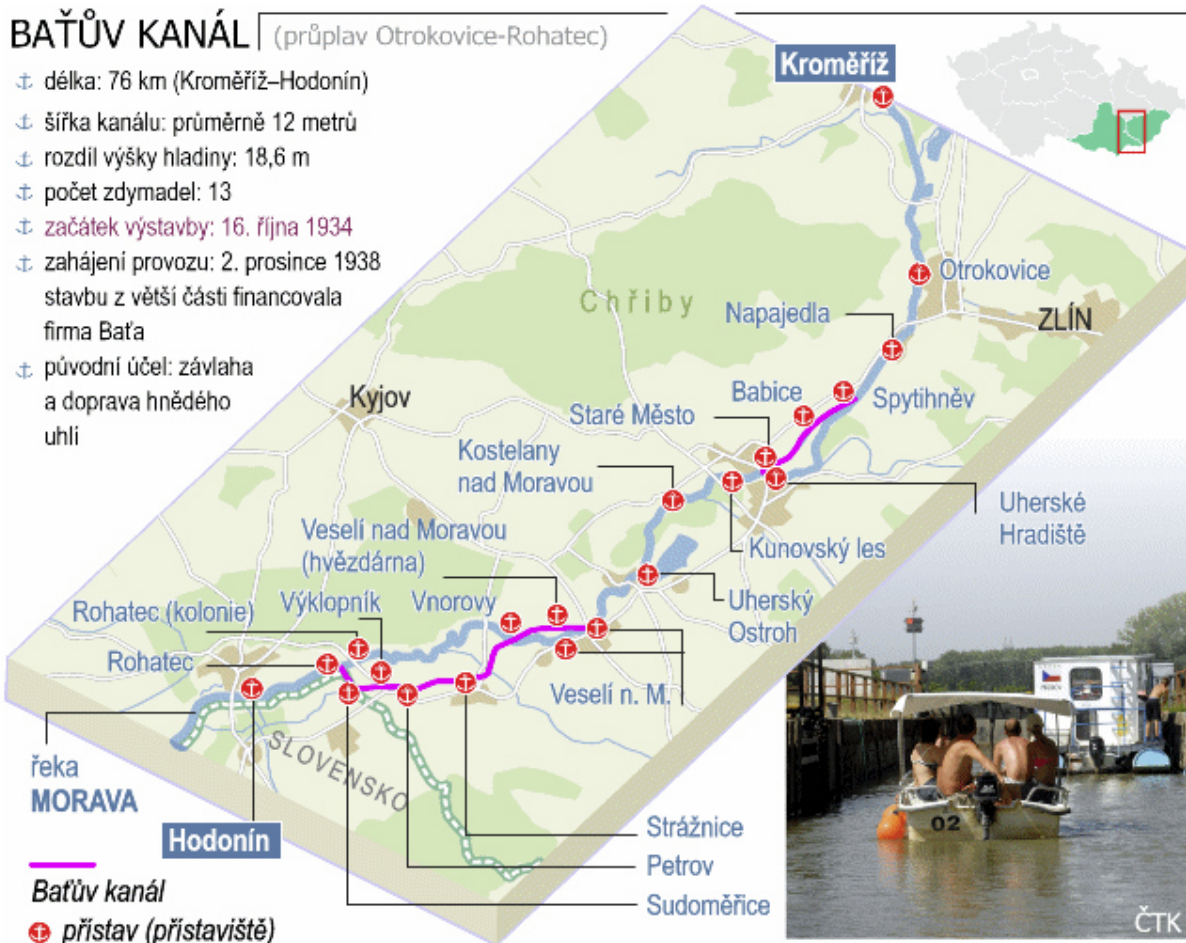 BAŤŮV KANÁL (průplav Otrokovice-Rohatec)
délka: 76 km (Kroměříž–Hodonín)
šířka kanálu: průměrně 12 metrů
rozdíl výšky hladiny: 18,6 m
počet zdymadel: 13
začátek výstavby: 16. října 1934
zahájení provozu: 2. prosince 1938
stavbu z větší části financovala
firma Baťa
původní účel: závlaha
a doprava hnědého
uhlí
Kroměříž
Otrokovice
Chřiby
Napajedla
ZLÍN
Kyjov
Babice
Spytihněv
Staré Město
Kostelany
nad Moravou
Uherské
Hradiště
Veselí nad Moravou
(hvězdárna)
Kunovský les
Rohatec (kolonie)
Výklopník
Vnorovy
Uherský
Ostroh
Rohatec
Veselí n. M.
SLOVENSKO
řeka
MORAVA
Hodonín
Strážnice
Petrov
Sudoměřice
Baťův kanál
přístav (přístaviště)
02
ČTK